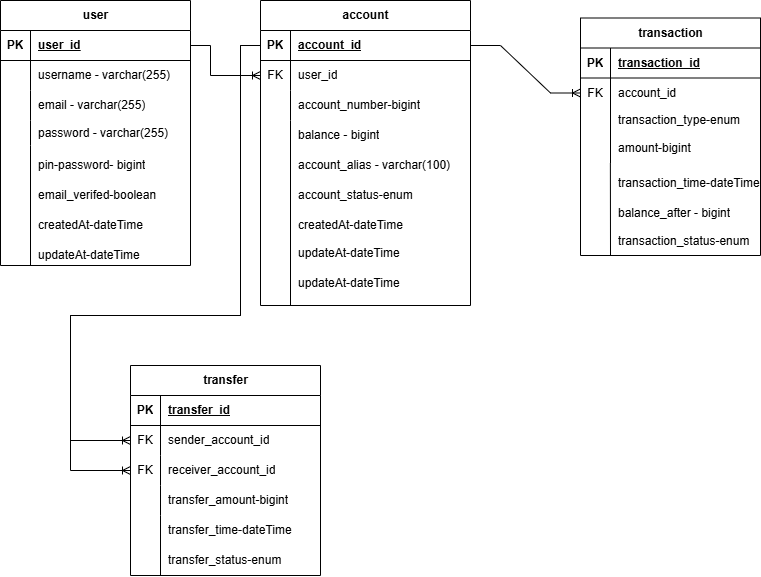 user
PK user_id
username - varchar(255)
email - varchar(255)
password - varchar(255)
pin-password- bigint
email_verifed-boolean
createdAt-dateTime
updateAt-dateTime
account
PK account_id
FK user_id
account_number-bigint
balance - bigint
account_alias - varchar(100)
account_status-enum
createdAt-dateTime
updateAt-dateTime
updateAt-dateTime
transaction
PK transaction_id
FK account_id
transaction_type-enum
amount-bigint
transaction_time-dateTime
balance_after - bigint
transaction_status-enum
transfer
PK transfer_id
FK sender_account_id
FK receiver_account_id
transfer_amount-bigint
transfer_time-dateTime
transfer_status-enum